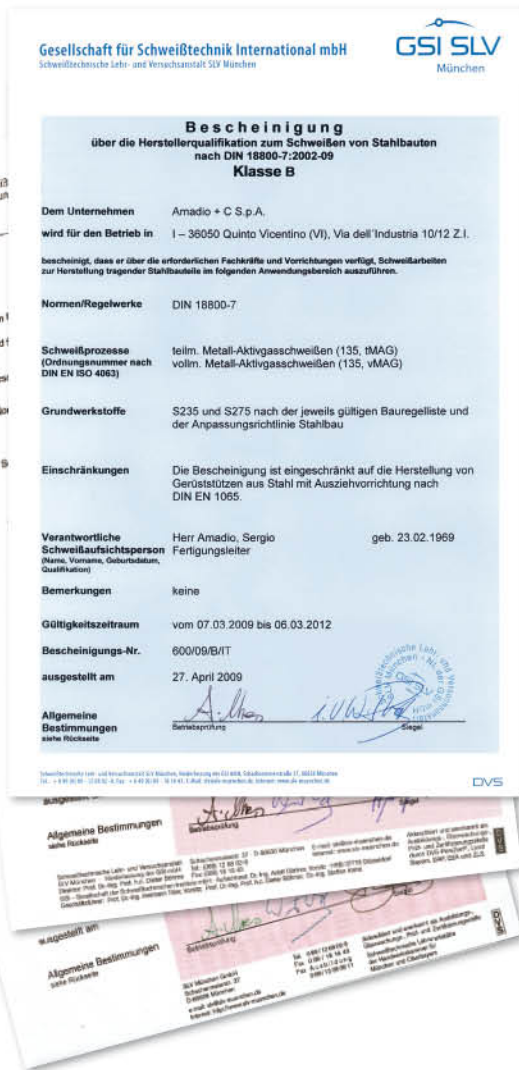 Gesellschaft für Schweißtechnik International mbH
Schweißtechnische Lehr- und Versuchsanstalt SLV München
GSI SLV
München
Bescheinigung
über die Herstellerqualifikation zum Schweißen von Stahlbauten
nach DIN 18800-7:2002-09
Klasse B
Dem Unternehmen Amadio + C S.p.A.
wird für den Betrieb in I – 36050 Quinto Vicentino (VI), Via dell´Industria 10/12 Z.I.
bescheinigt, dass er über die erforderlichen Fachkräfte und Vorrichtungen verfügt, Schweißarbeiten
zur Herstellung tragender Stahlbauteile im folgenden Anwendungsbereich auszuführen.
Normen/Regelwerke DIN 18800-7
Schweißprozesse teilm. Metall-Aktivgasschweißen (135, tMAG)
(Ordnungsnummer nach vollm. Metall-Aktivgasschweißen (135, vMAG)
DIN EN ISO 4063)
Grundwerkstoffe S235 und S275 nach der jeweils gültigen Bauregelliste und
der Anpassungsrichtlinie Stahlbau
Einschränkungen Die Bescheinigung ist eingeschränkt auf die Herstellung von
Gerüststützen aus Stahl mit Ausziehvorrichtung nach
DIN EN 1065.
Verantwortliche Herr Amadio, Sergio geb. 23.02.1969
Schweißaufsichtsperson Fertigungsleiter
(Name, Vorname, Geburtsdatum,
Qualifikation)
Bemerkungen keine
Gültigkeitszeitraum vom 07.03.2009 bis 06.03.2012
Bescheinigungs-Nr. 600/09/B/IT
ausgestellt am 27. April 2009
Allgemeine
Bestimmungen Betriebsprüfung Siegel
siehe Rückseite
DVS
ausgestellt am
Allgemeine Bestimmungen Betriebsprüfung Siegel
siehe Rückseite
ausgestellt am
Allgemeine Bestimmungen Betriebsprüfung
siehe Rückseite
SLV München GmbH